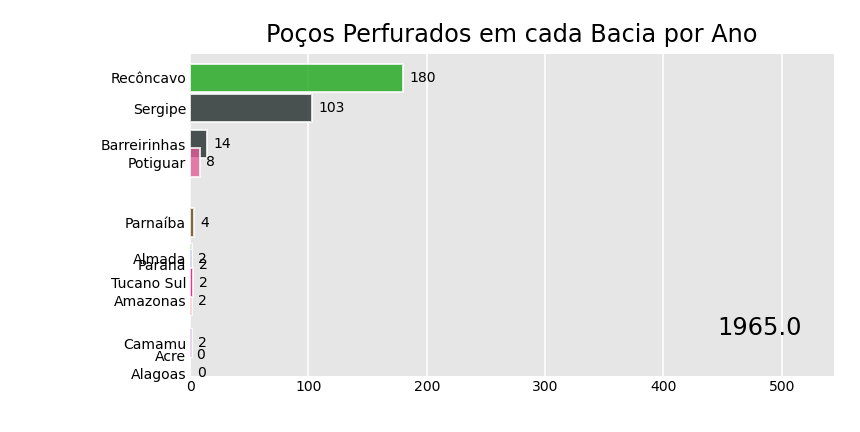 Poços Perfurados em cada Bacia por Ano
Recôncavo 180
Sergipe 103
Barreirinhas 14
Potiguar 8
Parnaíba 4
Almada 2
Paraná 2
Tucano Sul 2
Amazonas 2
1965.0
Camamu 2
Acre 0
Alagoas 0
0 100 200 300 400 500